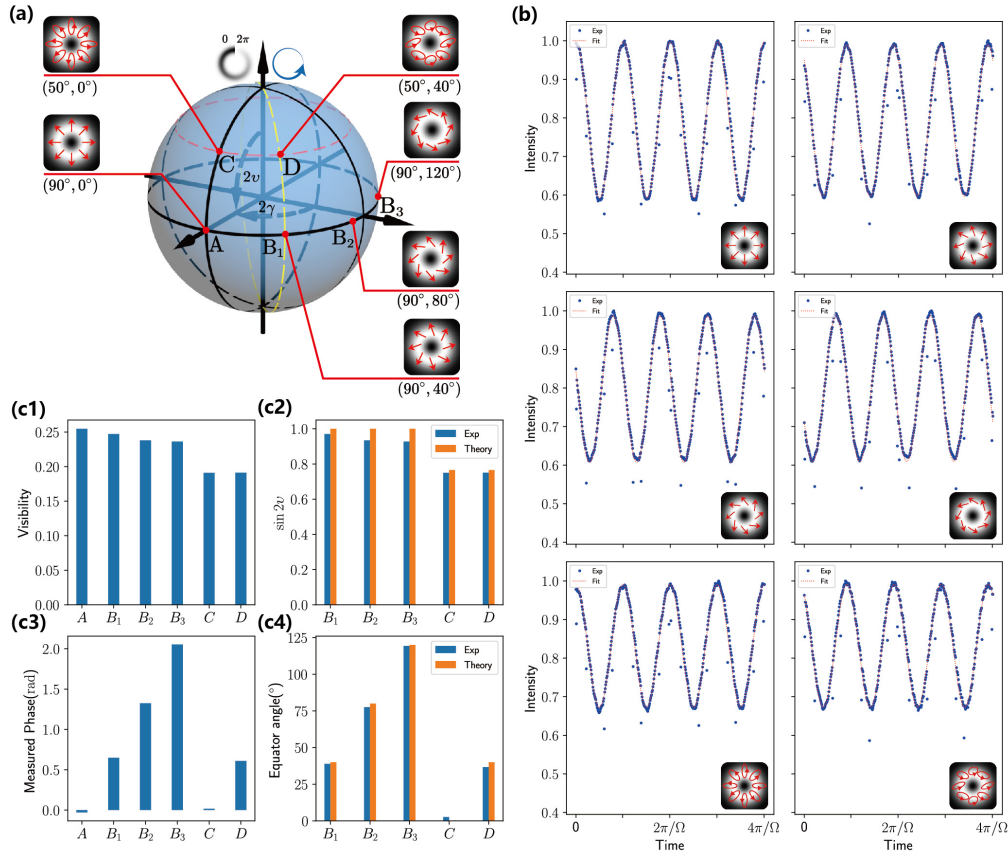 (a)
0 2π
(50°, 0°)
(50°, 40°)
(90°, 0°)
(90°, 120°)
C
D
2υ
2γ
A
B₁
B₂
B₃
(90°, 80°)
(90°, 40°)
(b)
Intensity
1.0
0.9
0.8
0.7
0.6
0.5
0.4
Exp
Fit
Exp
Fit
Intensity
1.0
0.9
0.8
0.7
0.6
0.5
0.4
Exp
Fit
Exp
Fit
Intensity
1.0
0.9
0.8
0.7
0.6
0.5
0.4
Exp
Fit
Exp
Fit
0 2π/Ω 4π/Ω
Time
0 2π/Ω 4π/Ω
Time
(c1)
Visibility
0.25
0.20
0.15
0.10
0.05
0.00
A B₁ B₂ B₃ C D
(c2)
sin 2υ
1.0
0.8
0.6
0.4
0.2
0.0
Exp
Theory
B₁ B₂ B₃ C D
(c3)
Measured Phase(rad)
2.0
1.5
1.0
0.5
0.0
A B₁ B₂ B₃ C D
(c4)
Equator angle(°)
125
100
75
50
25
0
Exp
Theory
B₁ B₂ B₃ C D